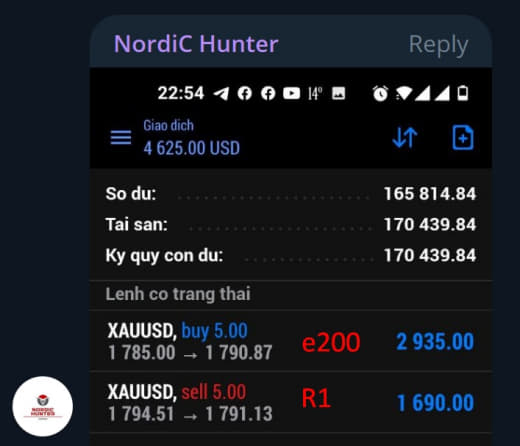 NordiC Hunter Reply
22:54 14°
Giao dich
4 625.00 USD
So du: 165 814.84
Tai san: 170 439.84
Ky quy con du: 170 439.84
Lenh co trang thai
XAUUSD, buy 5.00
1 785.00 → 1 790.87 e200 2 935.00
XAUUSD, sell 5.00
1 794.51 → 1 791.13 R1 1 690.00
NORDIC
HUNTER